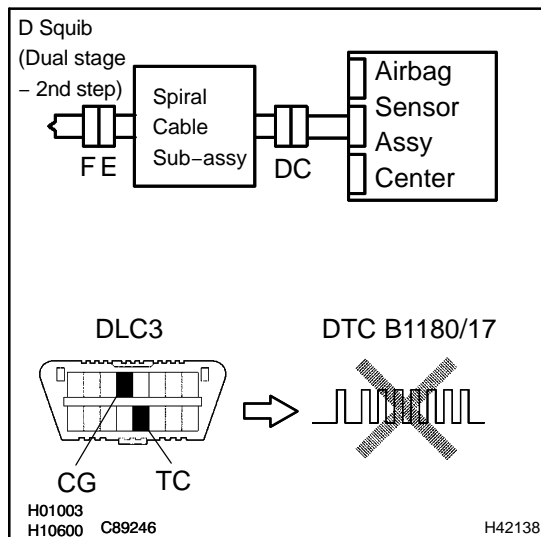 D Squib
(Dual stage
– 2nd step)
Spiral
Cable
Sub–assy
Airbag
Sensor
Assy
Center
F E
D C
DLC3
DTC B1180/17
CG
TC
H01003
H10600
C89246
H42138